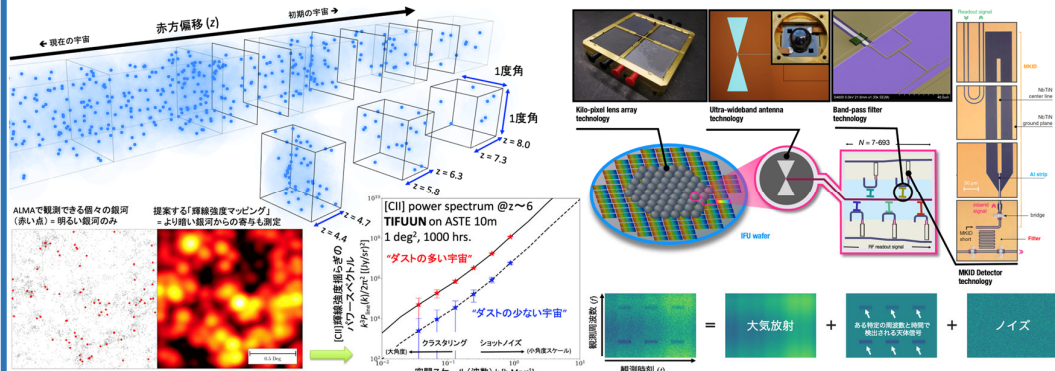 赤方偏移 (z)
← 現在の宇宙
初期の宇宙 →
1度角
1度角
z = 8.0
z = 7.3
z = 6.3
z = 5.8
z = 4.7
z = 4.4
ALMAで観測できる個々の銀河
(赤い点) = 明るい銀河のみ
提案する「輝線強度マッピング」
= より暗い銀河からの寄与も測定
0.5 Deg
[CII] power spectrum @z〜6
TIFUUN on ASTE 10m
1 deg², 1000 hrs.
“ダストの多い宇宙”
“ダストの少ない宇宙”
[CII]輝線強度揺らぎの
パワースペクトル
クラスタリング
ショットノイズ
(大角度)
(小角度スケール)
Kilo-pixel lens array
technology
Ultra-wideband antenna
technology
Band-pass filter
technology
IFU wafer
N = 7-693
RF readout signal
Readout signal
MKID
NbTiN
center line
NbTiN
ground plane
Al strip
bridge
MKID
short
Filter
MKID Detector
technology
観測周波数 (f)
観測時刻 (t)
=
大気放射
+
ある特定の周波数と時間で
検出される天体信号
+
ノイズ